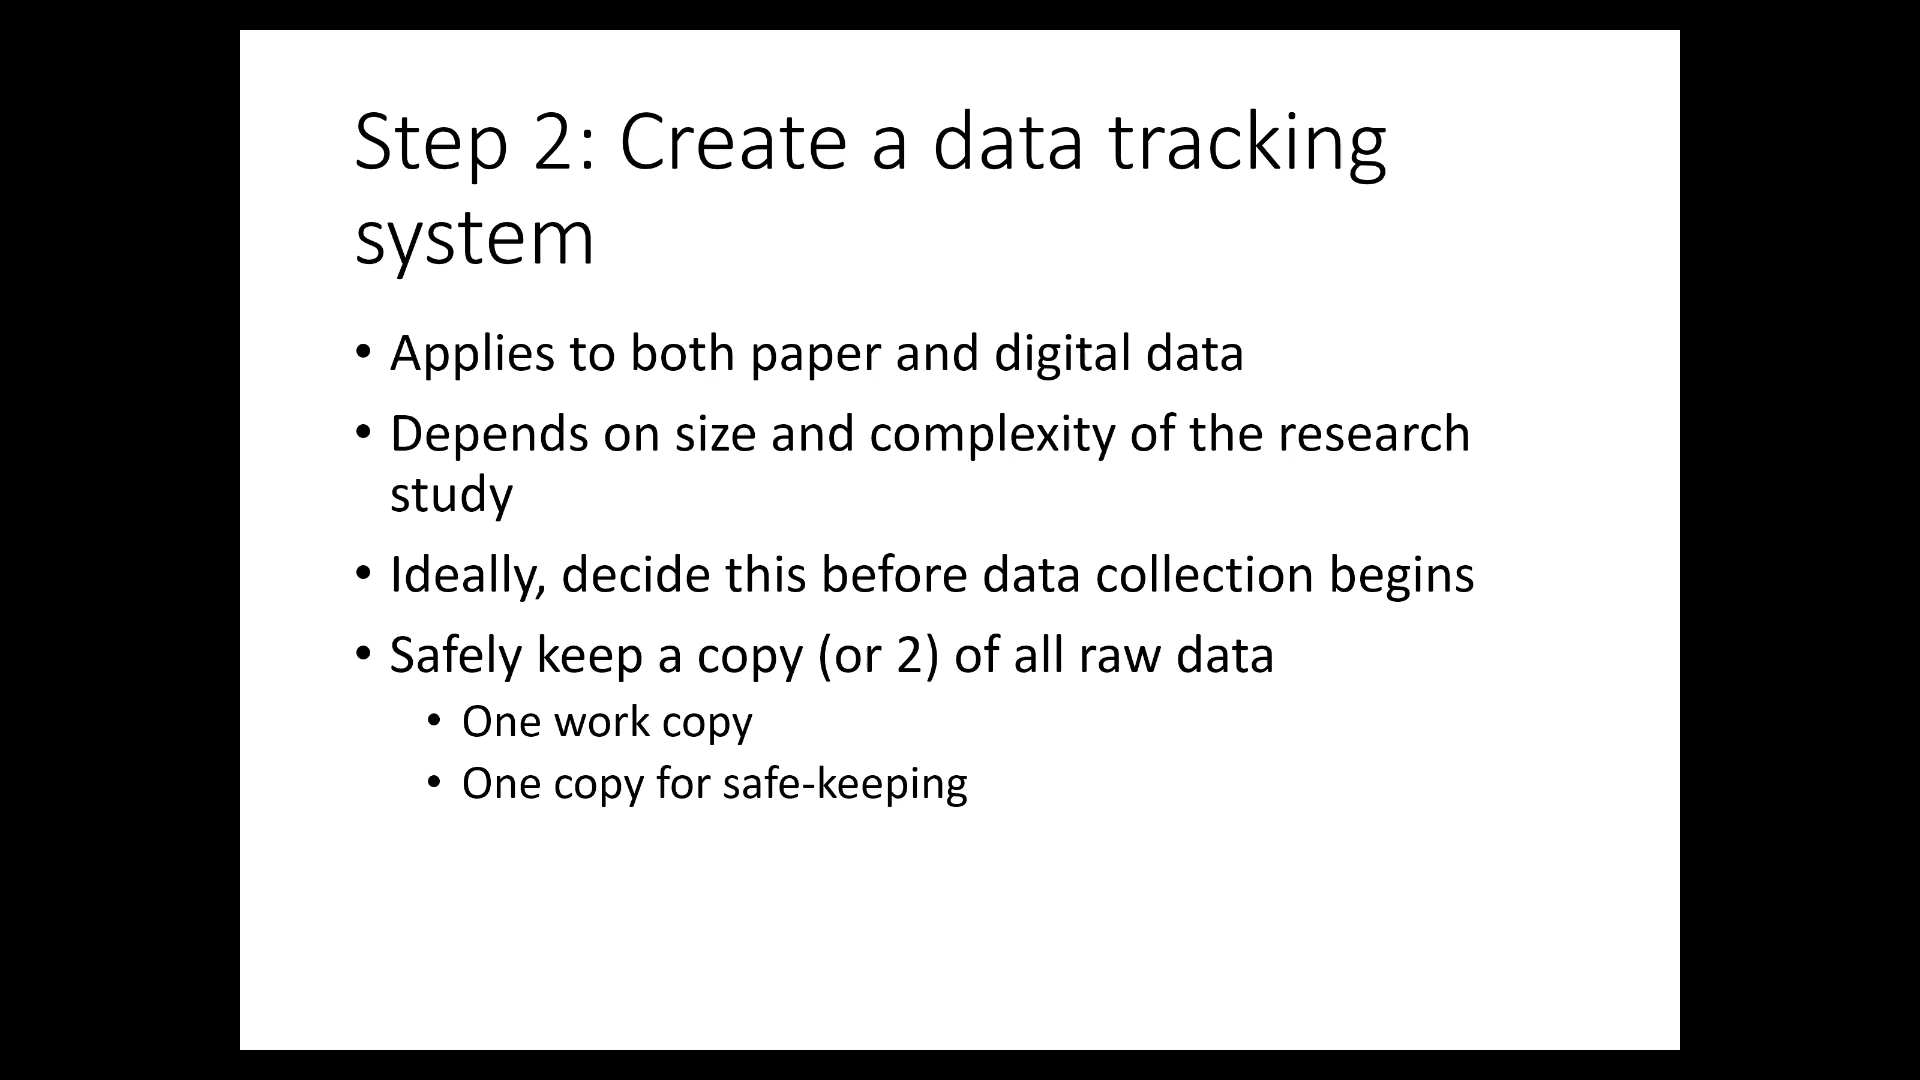 Step 2: Create a data tracking
system
• Applies to both paper and digital data
• Depends on size and complexity of the research
study
• Ideally, decide this before data collection begins
• Safely keep a copy (or 2) of all raw data
• One work copy
• One copy for safe-keeping